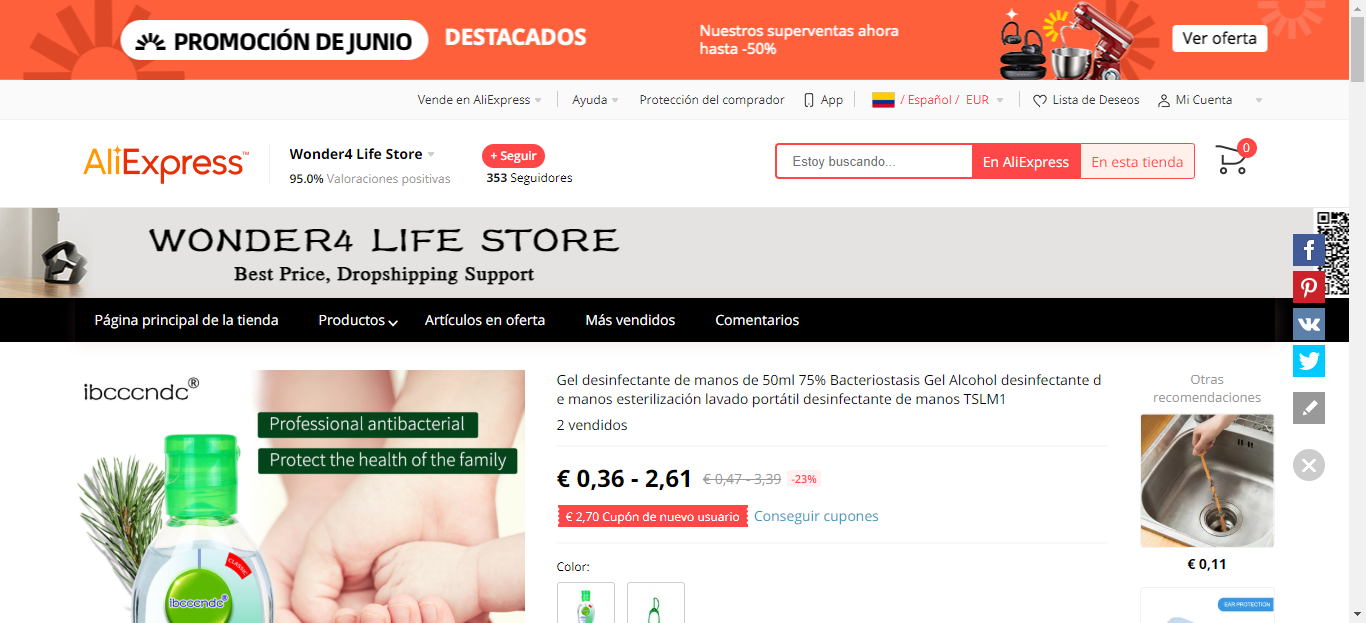 PROMOCIÓN DE JUNIO
DESTACADOS
Nuestros superventas ahora
hasta -50%
Ver oferta
Vende en AliExpress
Ayuda
Protección del comprador
App
/ Español / EUR
Lista de Deseos
Mi Cuenta
AliExpress™
Wonder4 Life Store
95.0% Valoraciones positivas
+ Seguir
353 Seguidores
Estoy buscando...
En AliExpress
En esta tienda
0
WONDER4 LIFE STORE
Best Price, Dropshipping Support
Página principal de la tienda
Productos
Artículos en oferta
Más vendidos
Comentarios
ibcccndc®
Professional antibacterial
Protect the health of the family
CLASSIC
ibcccndc®
Gel desinfectante de manos de 50ml 75% Bacteriostasis Gel Alcohol desinfectante d
e manos esterilización lavado portátil desinfectante de manos TSLM1
2 vendidos
€ 0,36 - 2,61
€ 0,47 - 3,39
-23%
€ 2,70 Cupón de nuevo usuario
Conseguir cupones
Color:
Otras
recomendaciones
€ 0,11
EAR PROTECTION